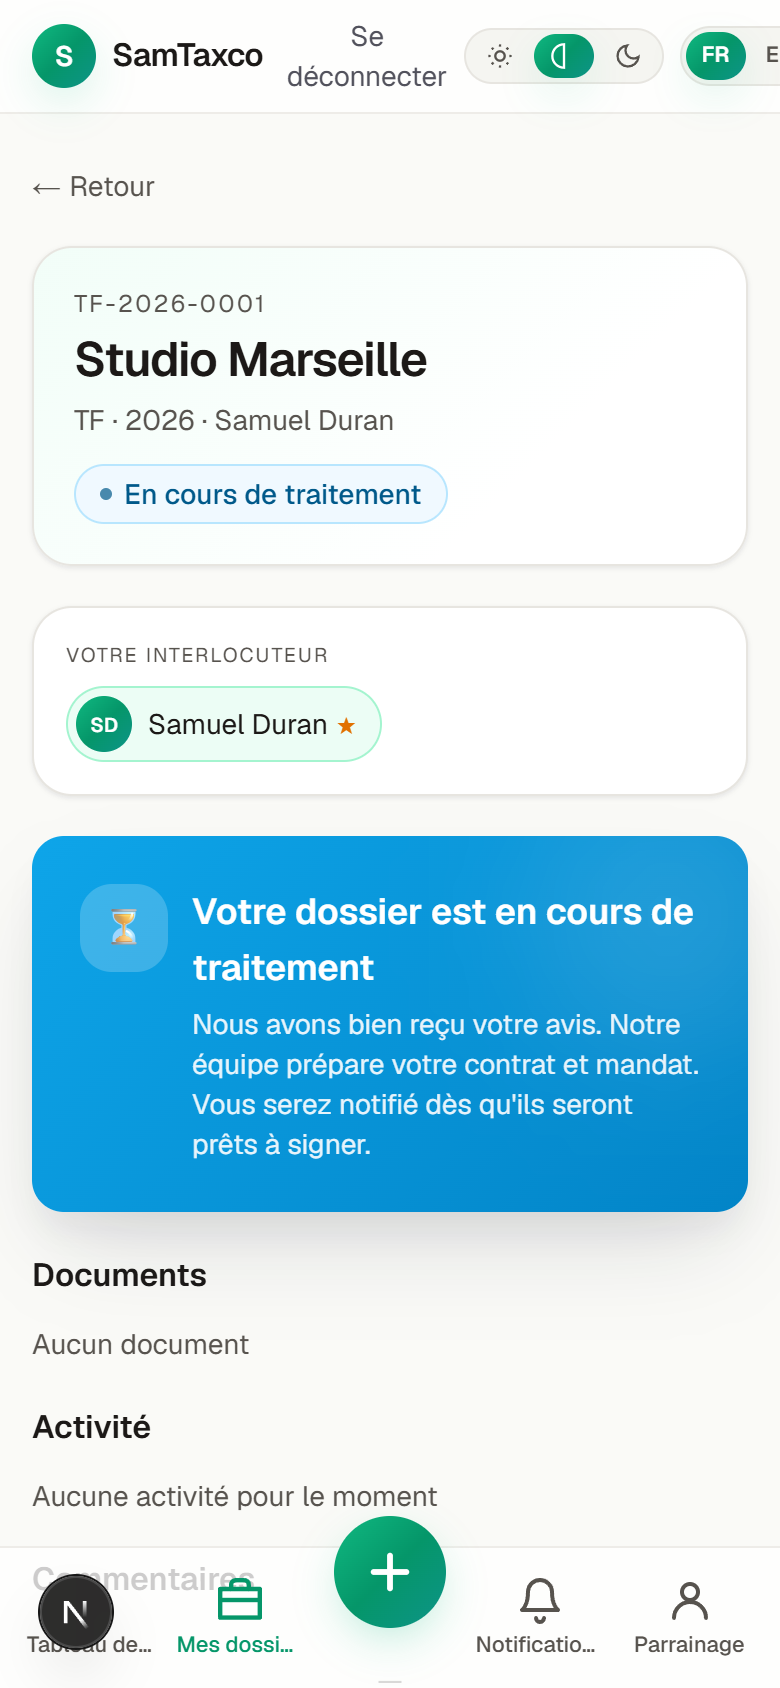 S SamTaxco Se déconnecter FR E
← Retour
TF-2026-0001
Studio Marseille
TF · 2026 · Samuel Duran
En cours de traitement
VOTRE INTERLOCUTEUR
SD Samuel Duran ★
Votre dossier est en cours de
traitement
Nous avons bien reçu votre avis. Notre
équipe prépare votre contrat et mandat.
Vous serez notifié dès qu'ils seront
prêts à signer.
Documents
Aucun document
Activité
Aucune activité pour le moment
Commentaires
N
Tableau de... Mes dossi... Notificatio... Parrainage